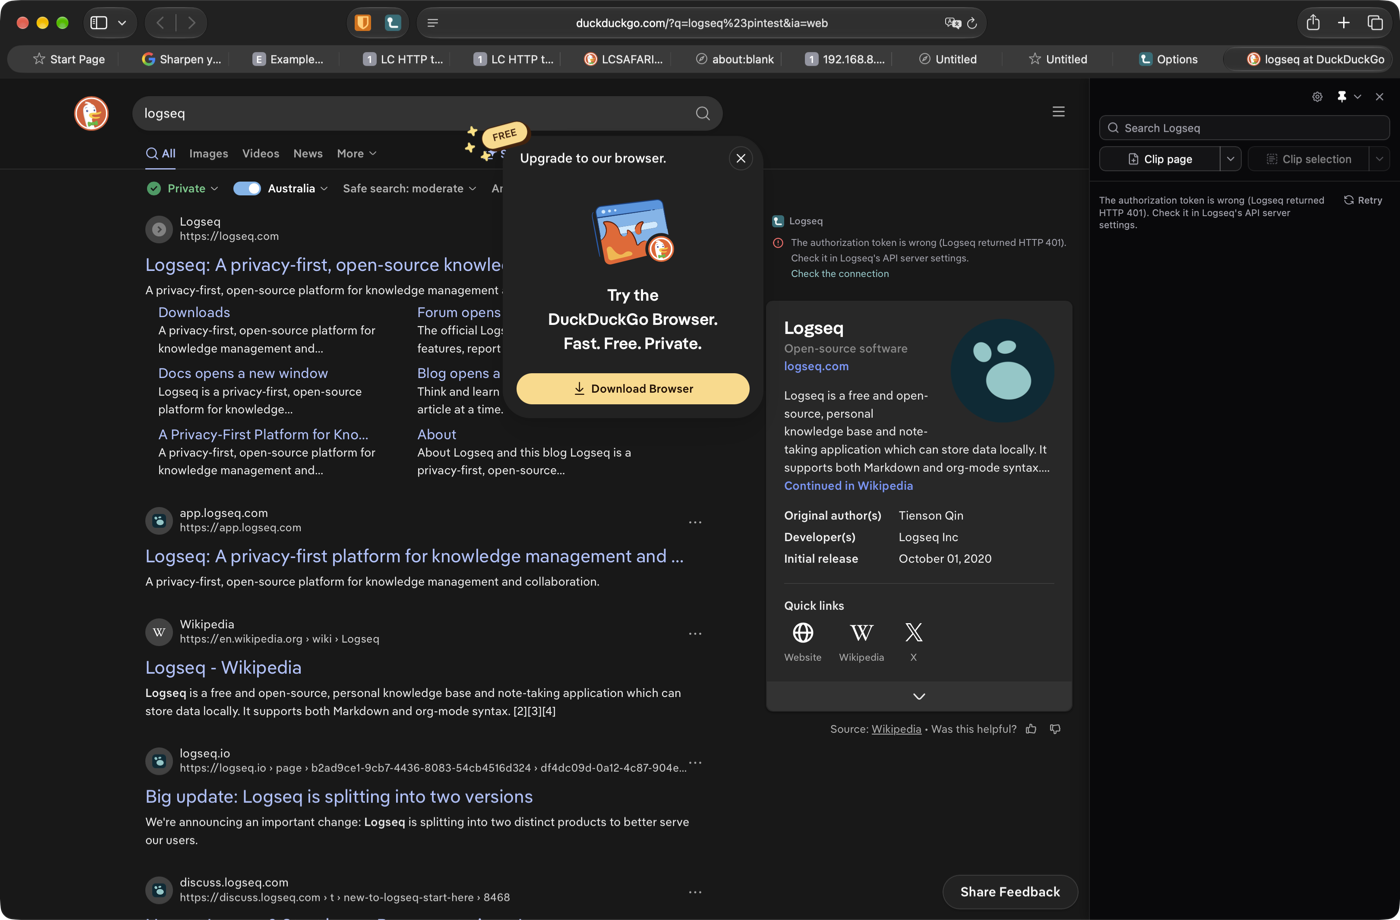 duckduckgo.com/?q=logseq%23pintest&ia=web
Start Page
Sharpen y...
E Example...
1 LC HTTP t...
1 LC HTTP t...
LCSAFARI...
about:blank
1 192.168.8....
Untitled
Untitled
Options
logseq at DuckDuckGo
logseq
All Images Videos News More
Private Australia Safe search: moderate
FREE
Upgrade to our browser.
Try the
DuckDuckGo Browser.
Fast. Free. Private.
Download Browser
Logseq
https://logseq.com
Logseq: A privacy-first, open-source knowle
A privacy-first, open-source platform for knowledge management
Downloads
A privacy-first, open-source platform for
knowledge management and...
Forum opens
The official Logs
features, report
Docs opens a new window
Logseq is a privacy-first, open-source
platform for knowledge...
Blog opens a
Think and learn
article at a time.
A Privacy-First Platform for Kno...
A privacy-first, open-source platform for
knowledge management and...
About
About Logseq and this blog Logseq is a
privacy-first, open-source...
app.logseq.com
https://app.logseq.com
Logseq: A privacy-first platform for knowledge management and ...
A privacy-first, open-source platform for knowledge management and collaboration.
W
Wikipedia
https://en.wikipedia.org › wiki › Logseq
Logseq - Wikipedia
Logseq is a free and open-source, personal knowledge base and note-taking application which can
store data locally. It supports both Markdown and org-mode syntax. [2][3][4]
logseq.io
https://logseq.io › page › b2ad9ce1-9cb7-4436-8083-54cb4516d324 › df4dc09d-0a12-4c87-904e...
Big update: Logseq is splitting into two versions
We're announcing an important change: Logseq is splitting into two distinct products to better serve
our users.
discuss.logseq.com
https://discuss.logseq.com › t › new-to-logseq-start-here › 8468
Logseq
The authorization token is wrong (Logseq returned HTTP 401).
Check it in Logseq's API server settings.
Check the connection
Logseq
Open-source software
logseq.com
Logseq is a free and open-
source, personal
knowledge base and note-
taking application which can store data locally. It
supports both Markdown and org-mode syntax....
Continued in Wikipedia
Original author(s) Tienson Qin
Developer(s) Logseq Inc
Initial release October 01, 2020
Quick links
W
Website Wikipedia X
Source: Wikipedia • Was this helpful?
Share Feedback
Search Logseq
Clip page
Clip selection
The authorization token is wrong (Logseq returned
HTTP 401). Check it in Logseq's API server
settings.
Retry